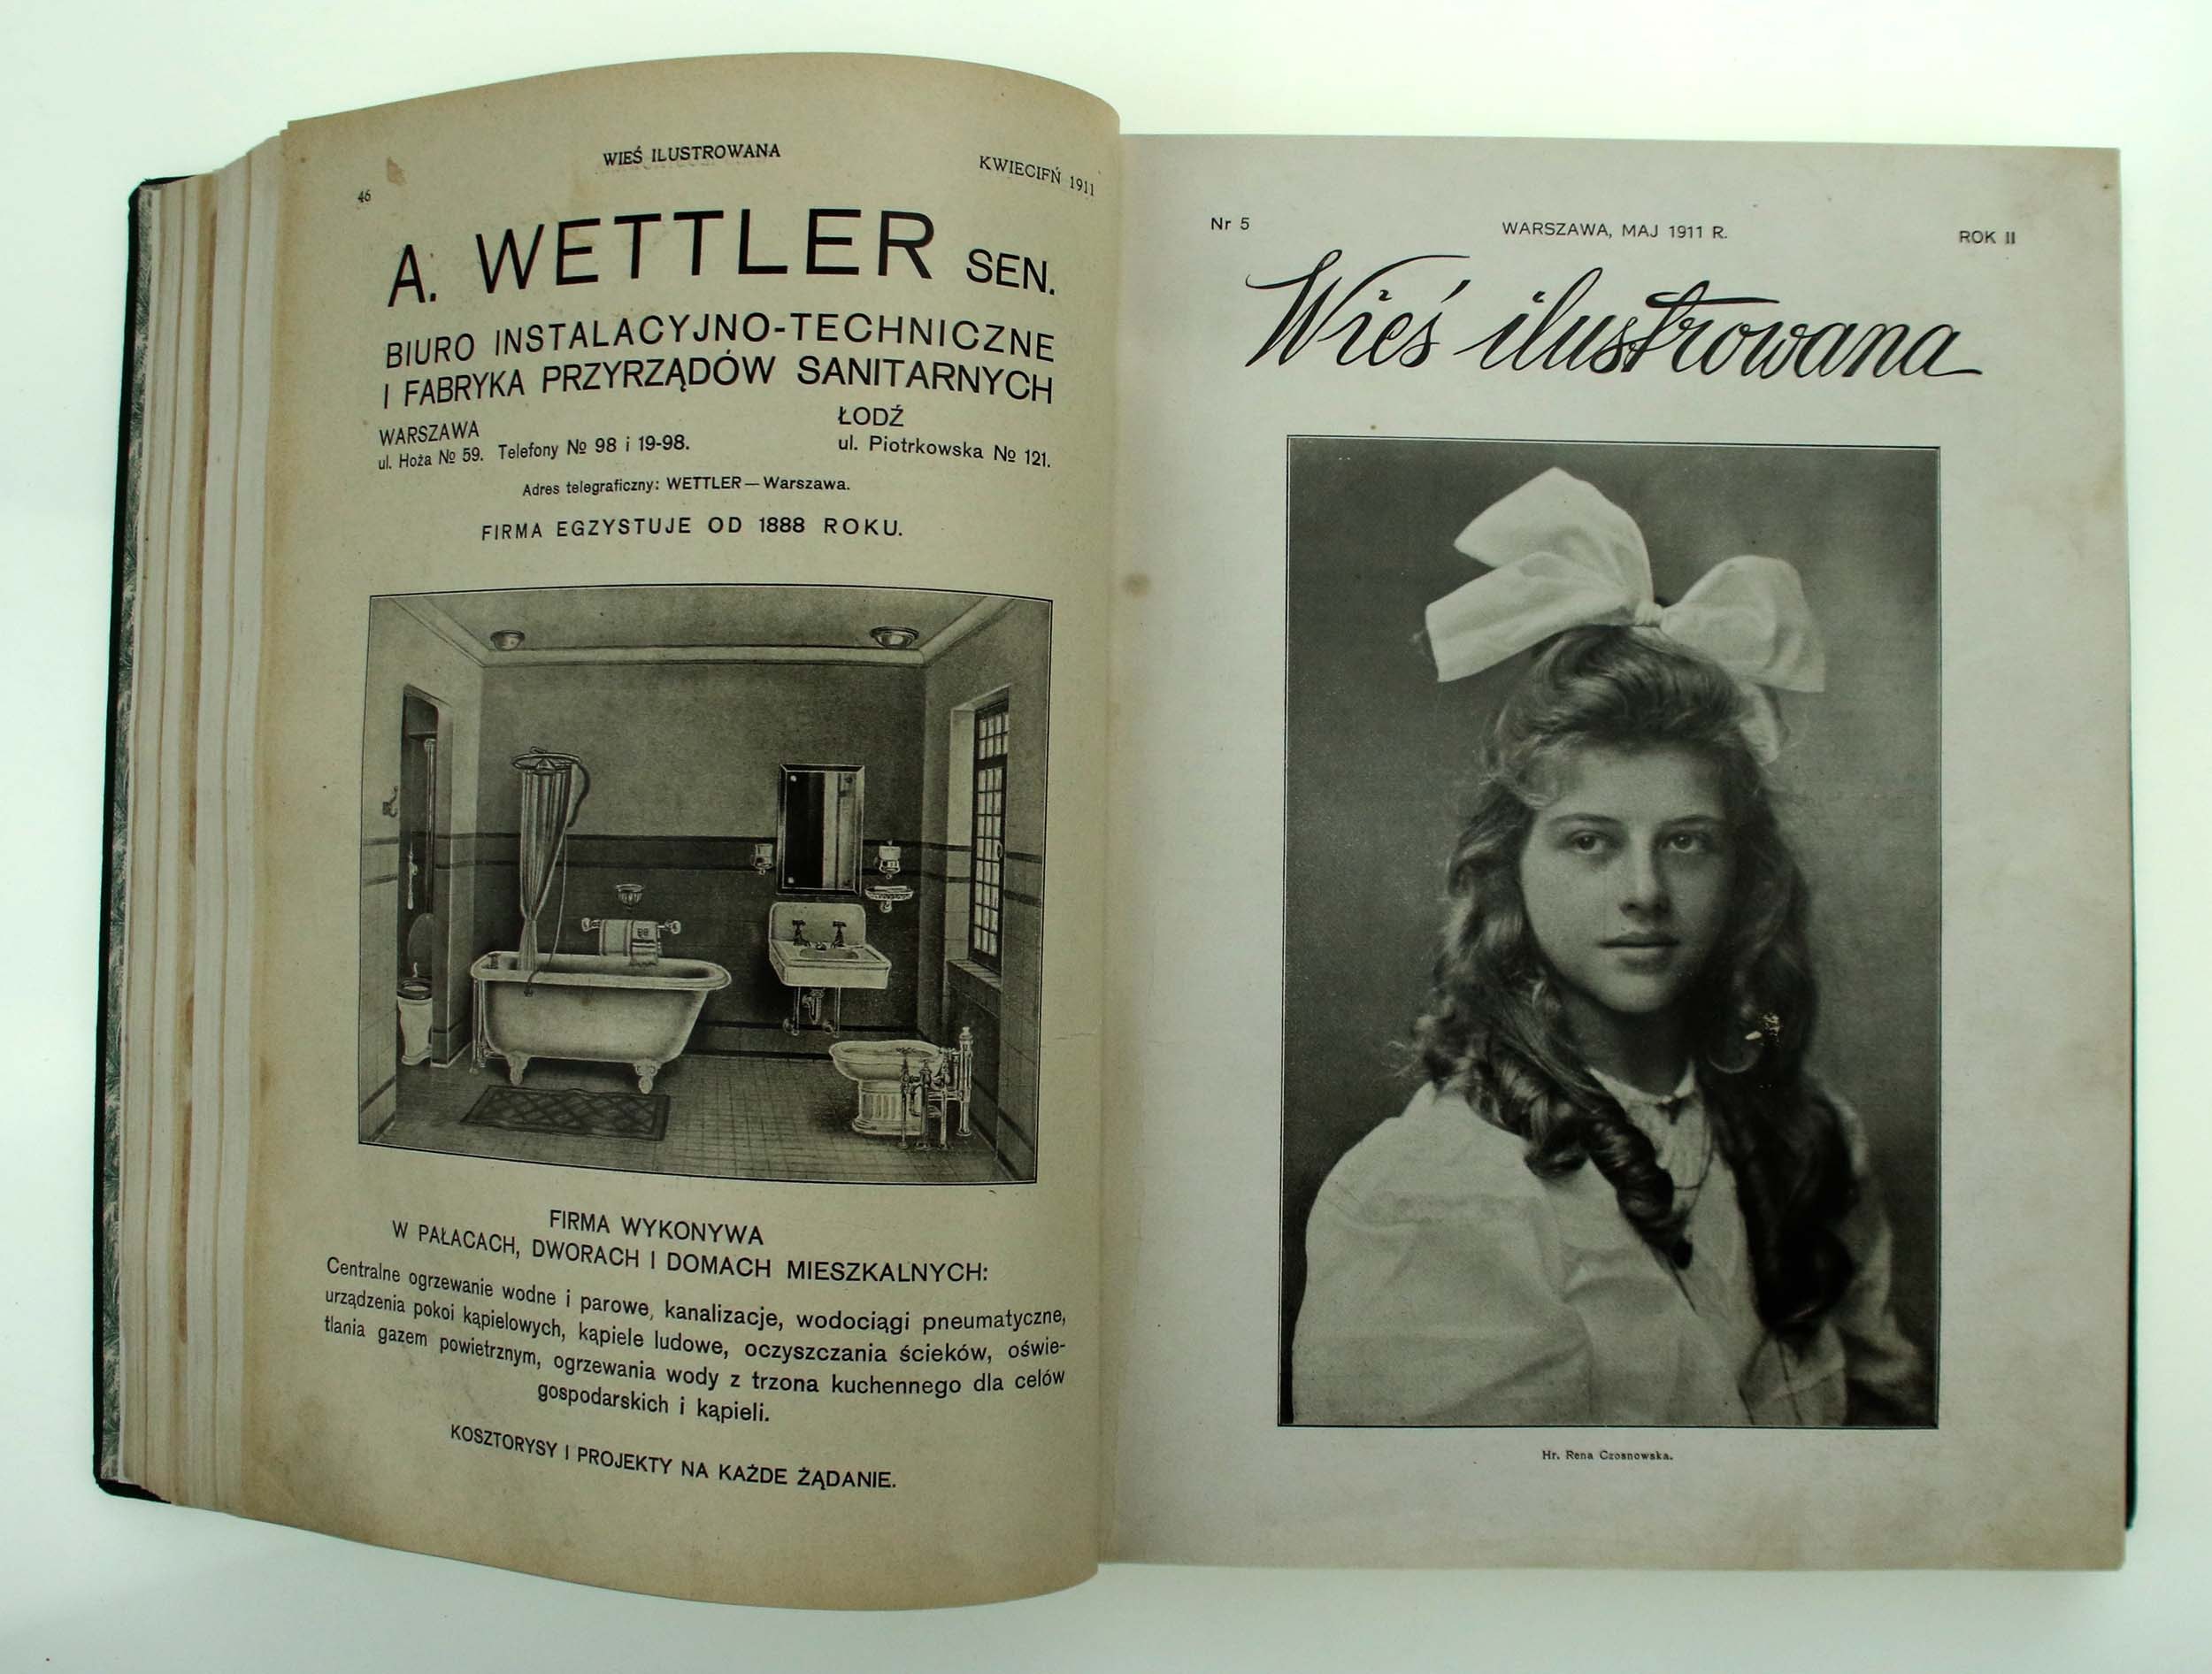 46
WIEŚ ILUSTROWANA
KWIECIFŃ 1911
A. WETTLER SEN.
BIURO INSTALACYJNO-TECHNICZNE
I FABRYKA PRZYRZĄDÓW SANITARNYCH
WARSZAWA
ul. Hoża № 59. Telefony № 98 i 19-98.
ŁODŹ
ul. Piotrkowska № 121.
Adres telegraficzny: WETTLER — Warszawa.
FIRMA EGZYSTUJE OD 1888 ROKU.
FIRMA WYKONYWA
W PAŁACACH, DWORACH I DOMACH MIESZKALNYCH:
Centralne ogrzewanie wodne i parowe, kanalizacje, wodociągi pneumatyczne,
urządzenia pokoi kąpielowych, kąpiele ludowe, oczyszczania ścieków, oświe-
tlania gazem powietrznym, ogrzewania wody z trzona kuchennego dla celów
gospodarskich i kąpieli.
KOSZTORYSY I PROJEKTY NA KAŻDE ŻĄDANIE.
Nr 5
WARSZAWA, MAJ 1911 R.
ROK II
Wieś ilustrowana
Hr. Rena Czosnowska.